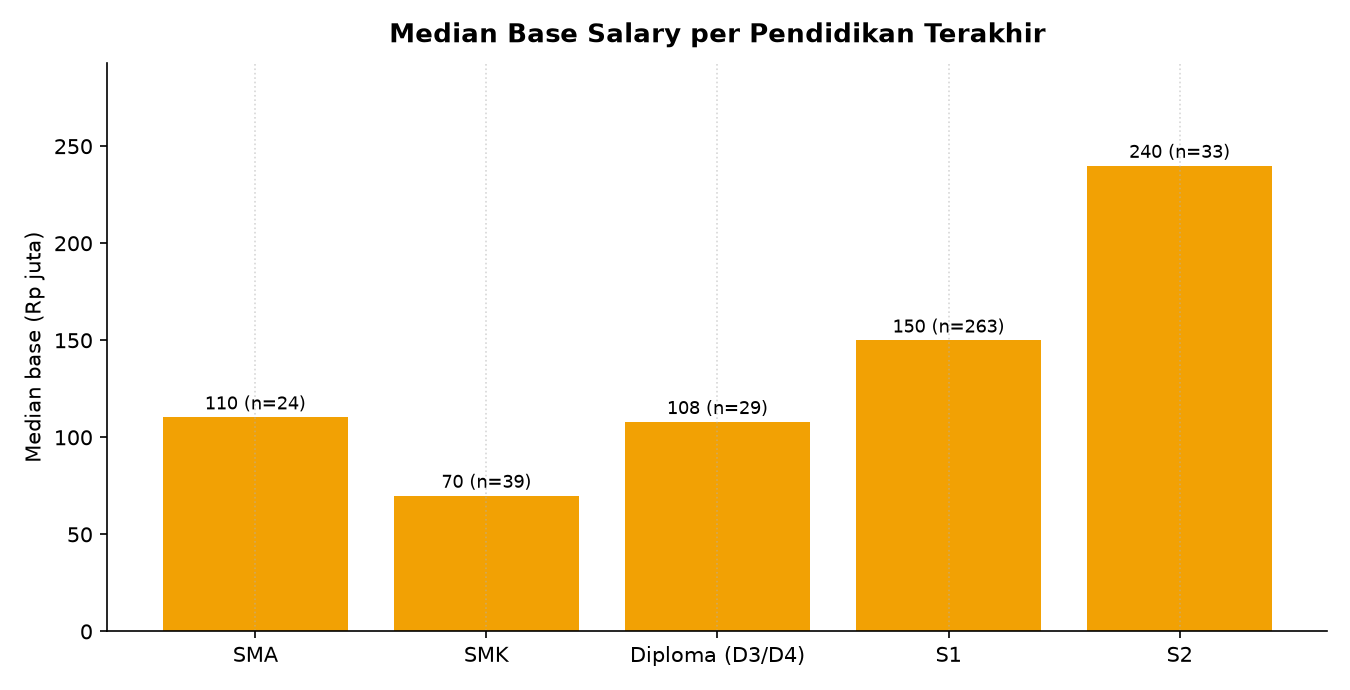 Median Base Salary per Pendidikan Terakhir
Median base (Rp juta)
250
200
150
100
50
0
110 (n=24)
70 (n=39)
108 (n=29)
150 (n=263)
240 (n=33)
SMA
SMK
Diploma (D3/D4)
S1
S2